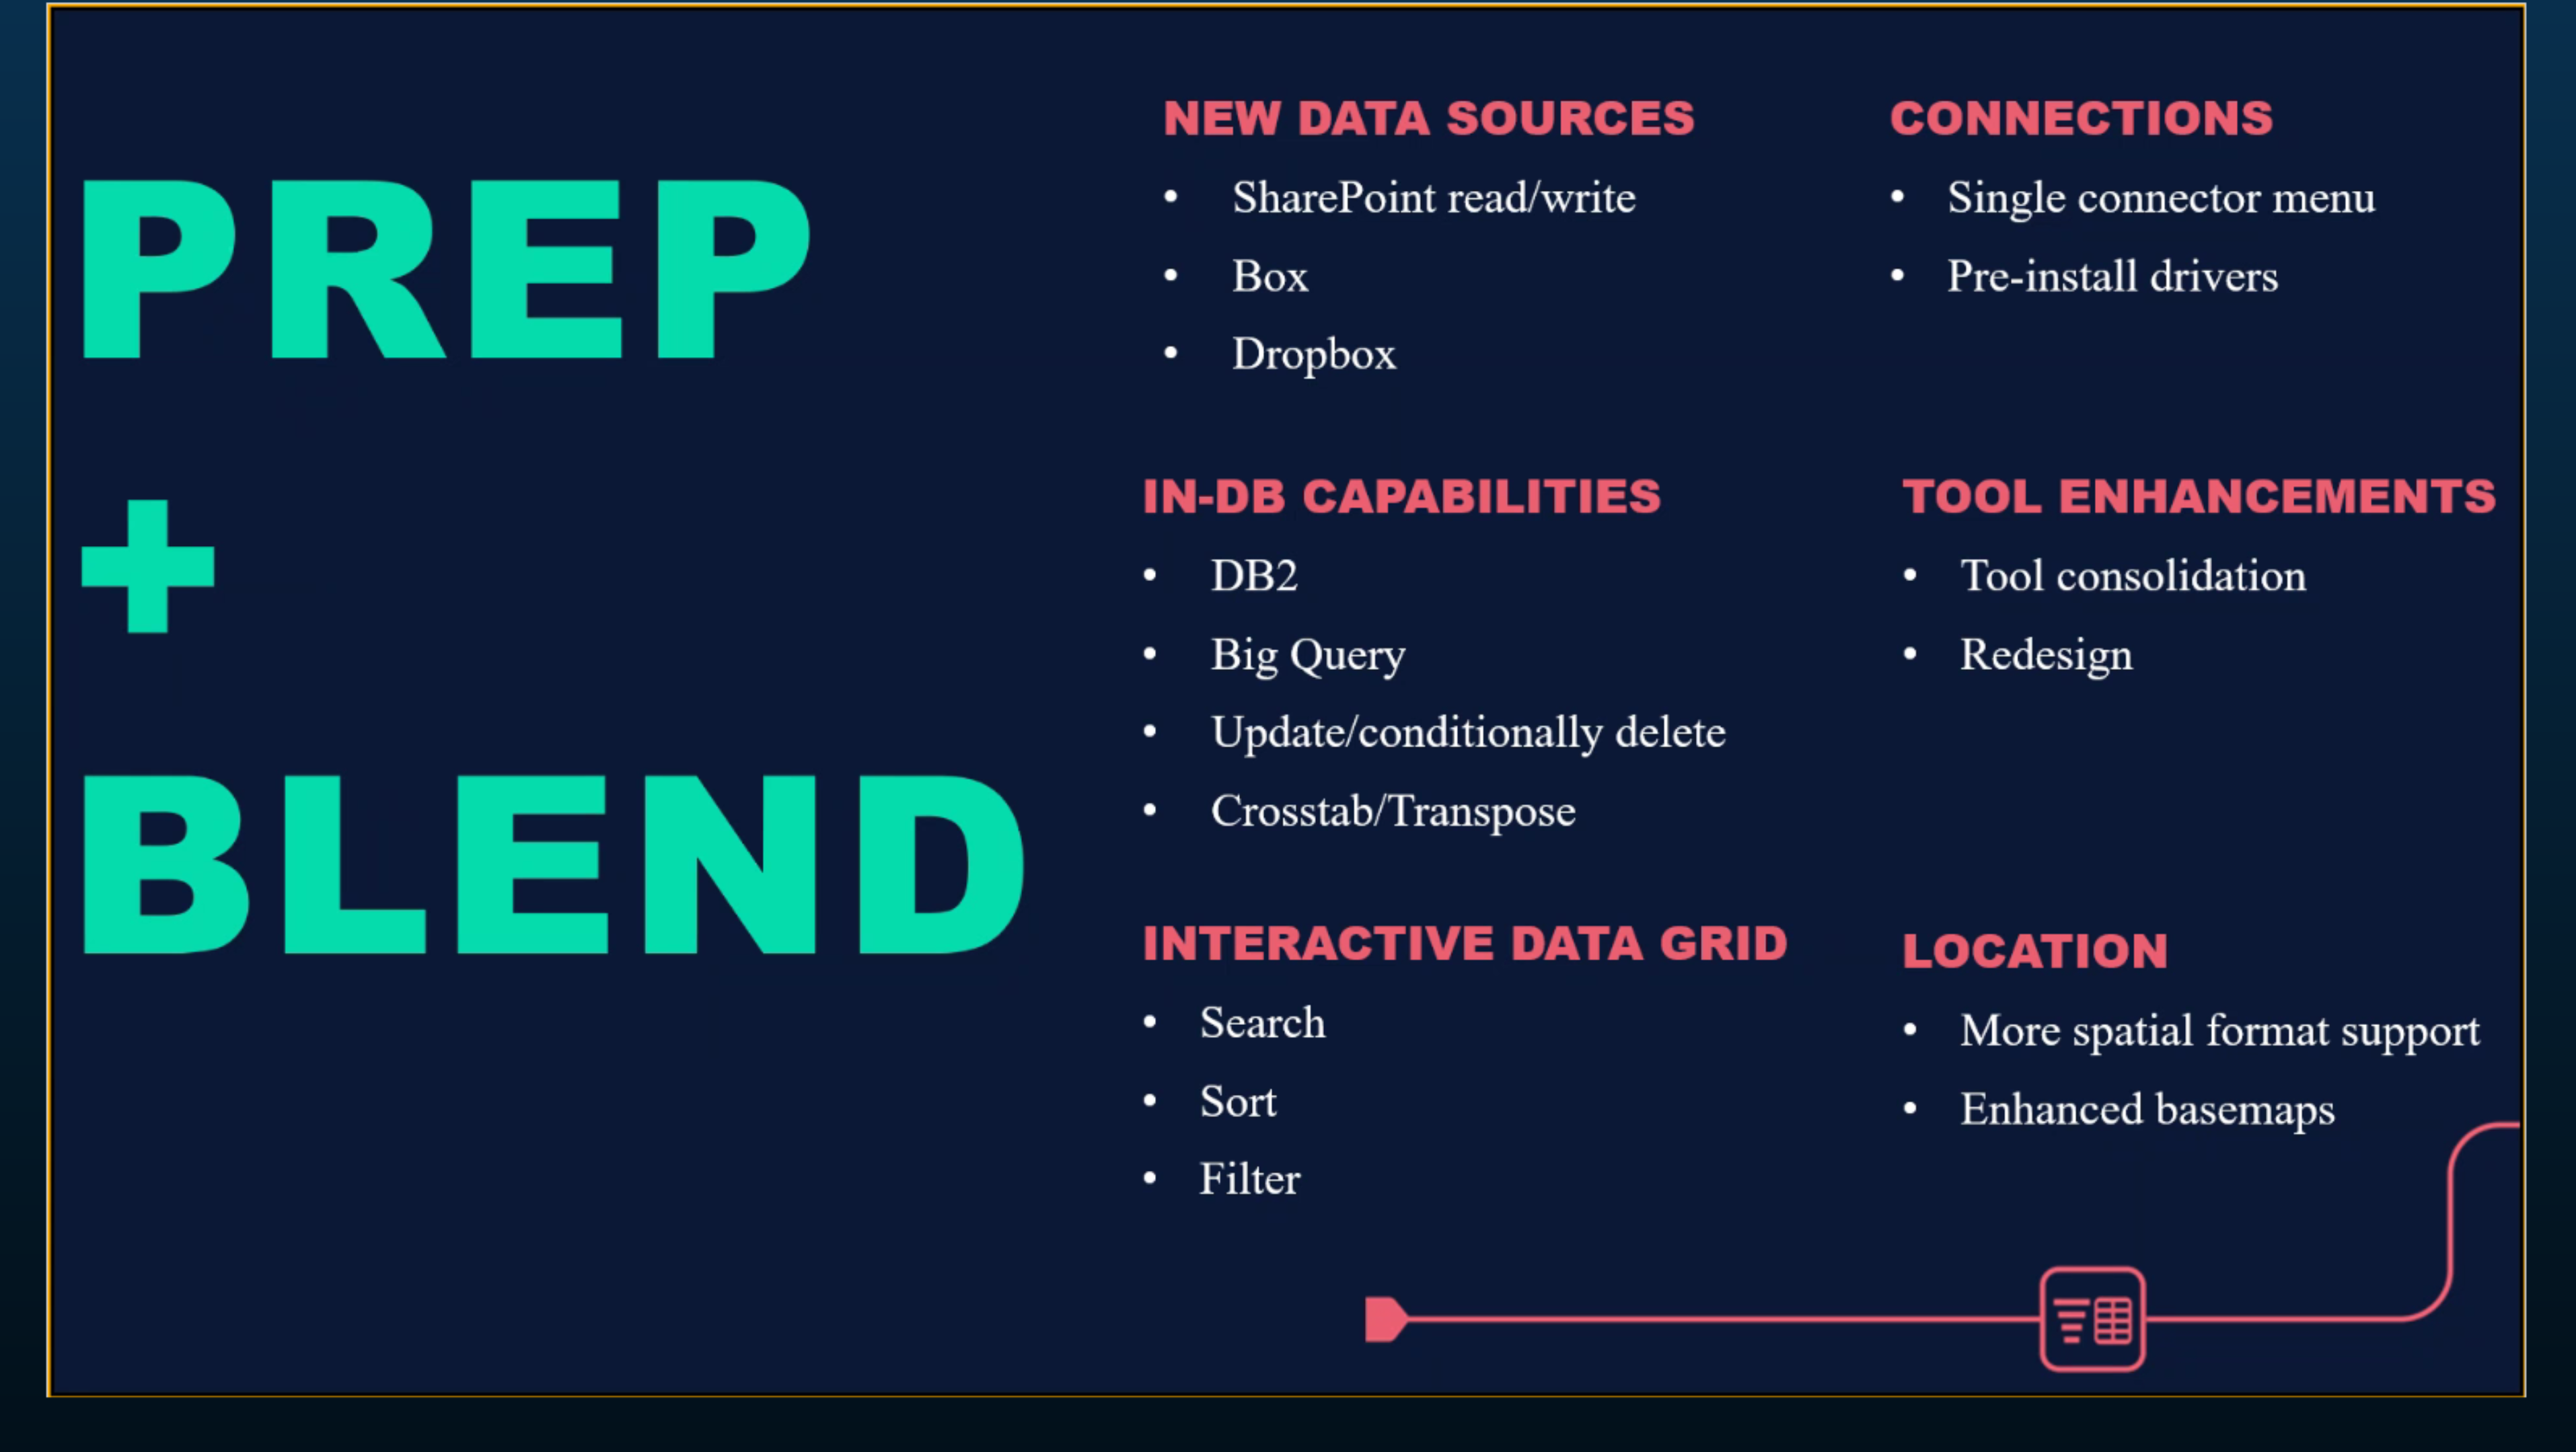 PREP
+
BLEND
NEW DATA SOURCES
• SharePoint read/write
• Box
• Dropbox
CONNECTIONS
• Single connector menu
• Pre-install drivers
IN-DB CAPABILITIES
• DB2
• Big Query
• Update/conditionally delete
• Crosstab/Transpose
TOOL ENHANCEMENTS
• Tool consolidation
• Redesign
INTERACTIVE DATA GRID
• Search
• Sort
• Filter
LOCATION
• More spatial format support
• Enhanced basemaps